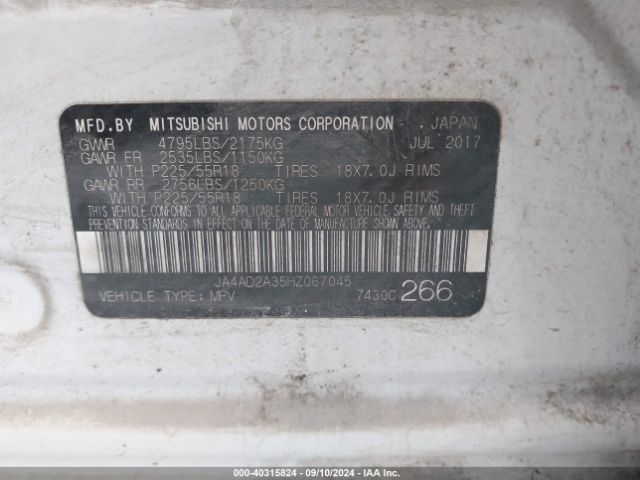 MFD.BY MITSUBISHI MOTORS CORPORATION . JAPAN
GVWR 4795LBS/2175KG JUL 2017
GAWR FR 2535LBS/1150KG
WITH P225/55R18 TIRES 18X7.0J RIMS
GAWR RR 2756LBS/1250KG
WITH P225/55R18 TIRES 18X7.0J RIMS
THIS VEHICLE CONFORMS TO ALL APPLICABLE FEDERAL MOTOR VEHICLE SAFETY AND THEFT
PREVENTION STANDARDS IN EFFECT ON THE DATE OF MANUFACTURE SHOWN ABOVE.
JA4AD2A35HZ067045
VEHICLE TYPE: MPV 7430C 266
000-40315824 - 09/10/2024 - IAA Inc.